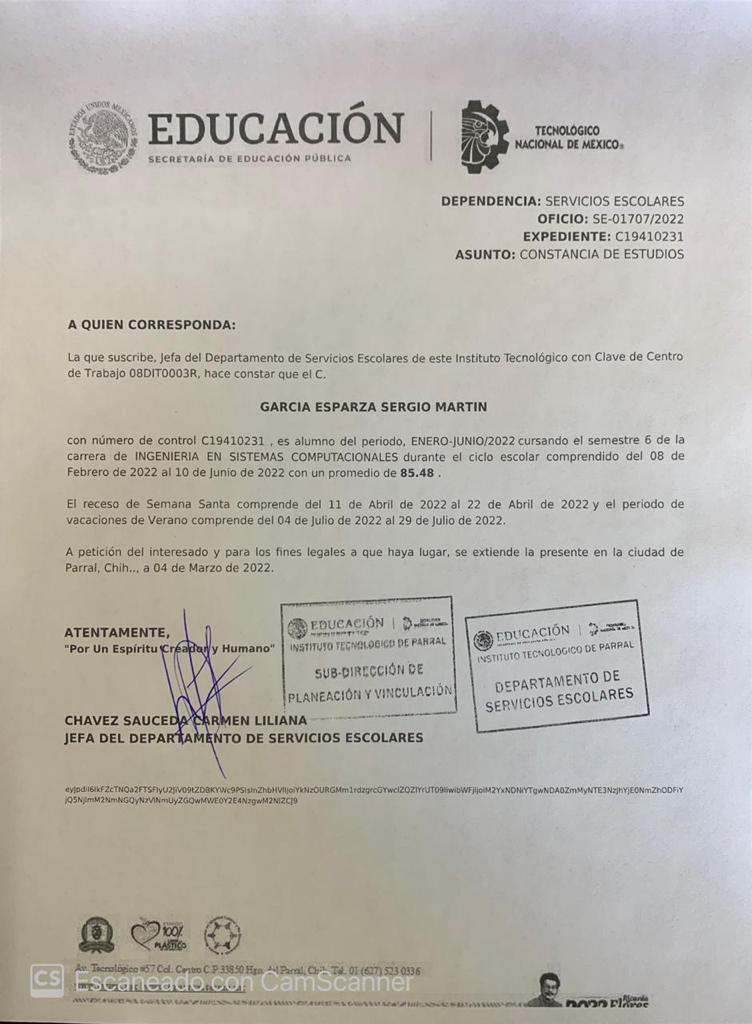 ESTADOS UNIDOS MEXICANOS
EDUCACIÓN
SECRETARÍA DE EDUCACIÓN PÚBLICA
TECNOLÓGICO
NACIONAL DE MÉXICO®
DEPENDENCIA: SERVICIOS ESCOLARES
OFICIO: SE-01707/2022
EXPEDIENTE: C19410231
ASUNTO: CONSTANCIA DE ESTUDIOS
A QUIEN CORRESPONDA:
La que suscribe, Jefa del Departamento de Servicios Escolares de este Instituto Tecnológico con Clave de Centro
de Trabajo 08DIT0003R, hace constar que el C.
GARCIA ESPARZA SERGIO MARTIN
con número de control C19410231 , es alumno del periodo, ENERO-JUNIO/2022 cursando el semestre 6 de la
carrera de INGENIERIA EN SISTEMAS COMPUTACIONALES durante el ciclo escolar comprendido del 08 de
Febrero de 2022 al 10 de Junio de 2022 con un promedio de 85.48 .
El receso de Semana Santa comprende del 11 de Abril de 2022 al 22 de Abril de 2022 y el periodo de
vacaciones de Verano comprende del 04 de Julio de 2022 al 29 de Julio de 2022.
A petición del interesado y para los fines legales a que haya lugar, se extiende la presente en la ciudad de
Parral, Chih.., a 04 de Marzo de 2022.
ATENTAMENTE,
"Por Un Espíritu Creador y Humano"
EDUCACIÓN
INSTITUTO TECNOLÓGICO DE PARRAL
SUB-DIRECCIÓN DE
PLANEACIÓN Y VINCULACIÓN
EDUCACIÓN
INSTITUTO TECNOLOGICO DE PARRAL
DEPARTAMENTO DE
SERVICIOS ESCOLARES
CHAVEZ SAUCEDA CARMEN LILIANA
JEFA DEL DEPARTAMENTO DE SERVICIOS ESCOLARES
100%
PLÁSTICO
Av. Tecnológico #57 Col. Centro C.P.33850 Hgo. del Parral, Chih. Tel. 01 (627) 523 0336
CS Escaneado con CamScanner
2022 Ricardo Flores